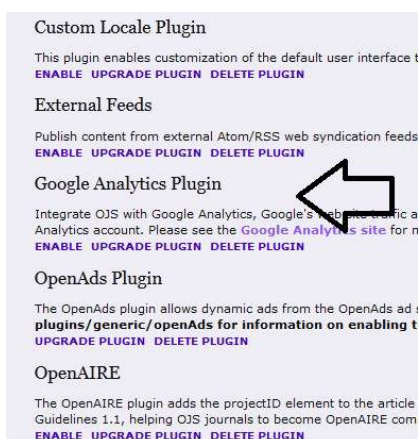 Custom Locale Plugin
This plugin enables customization of the default user interface
ENABLE UPGRADE PLUGIN DELETE PLUGIN
External Feeds
Publish content from external Atom/RSS web syndication feeds
ENABLE UPGRADE PLUGIN DELETE PLUGIN
Google Analytics Plugin
Integrate OJS with Google Analytics, Google's website traffic
Analytics account. Please see the Google Analytics site for
ENABLE UPGRADE PLUGIN DELETE PLUGIN
OpenAds Plugin
The OpenAds plugin allows dynamic ads from the OpenAds ad
plugins/generic/openAds for information on enabling
UPGRADE PLUGIN DELETE PLUGIN
OpenAIRE
The OpenAIRE plugin adds the projectID element to the article
Guidelines 1.1, helping OJS journals to become OpenAIRE com
ENABLE UPGRADE PLUGIN DELETE PLUGIN